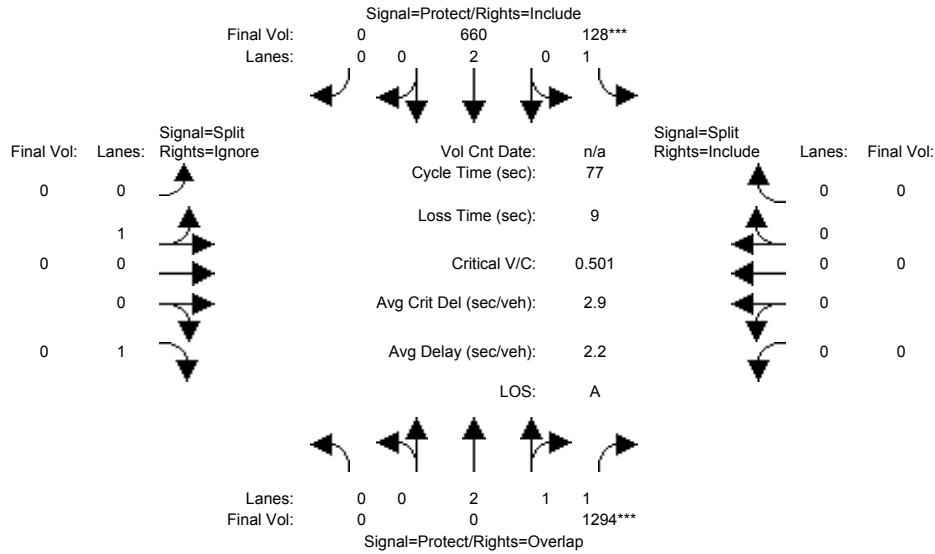 Signal=Protect/Rights=Include
Final Vol: 0 660 128***
Lanes: 0 0 2 0 1
Signal=Split Signal=Split
Final Vol: Lanes: Rights=Ignore Vol Cnt Date: n/a Rights=Include Lanes: Final Vol:
Cycle Time (sec): 77
0 0 0 0
Loss Time (sec): 9
1 0
0 0 Critical V/C: 0.501 0 0
0 Avg Crit Del (sec/veh): 2.9 0
0 1 Avg Delay (sec/veh): 2.2 0 0
LOS: A
Lanes: 0 0 2 1 1
Final Vol: 0 0 1294***
Signal=Protect/Rights=Overlap